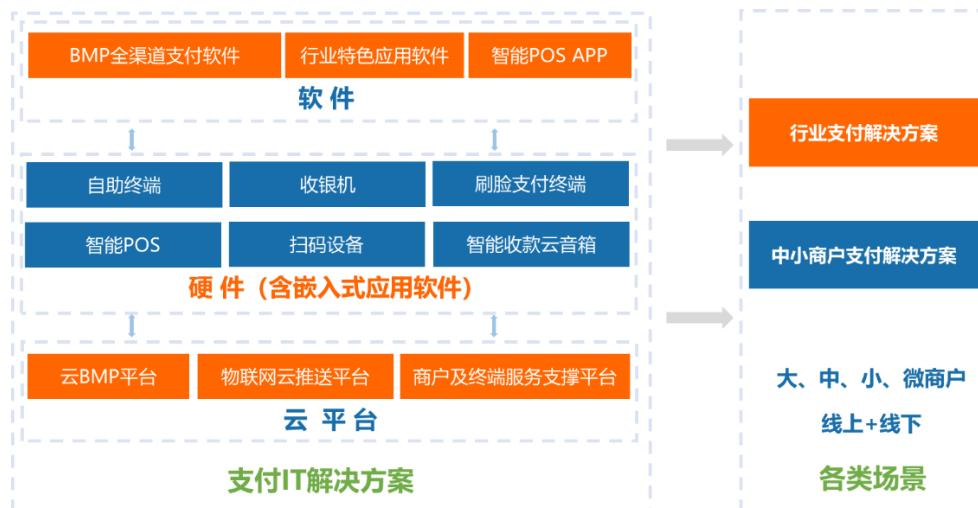 BMP全渠道支付软件 行业特色应用软件 智能POS APP
软 件
自助终端 收银机 刷脸支付终端
智能POS 扫码设备 智能收款云音箱
硬 件（含嵌入式应用软件）
云BMP平台 物联网云推送平台 商户及终端服务支撑平台
云 平 台
支付IT解决方案
行业支付解决方案
中小商户支付解决方案
大、中、小、微商户
线上+线下
各类场景